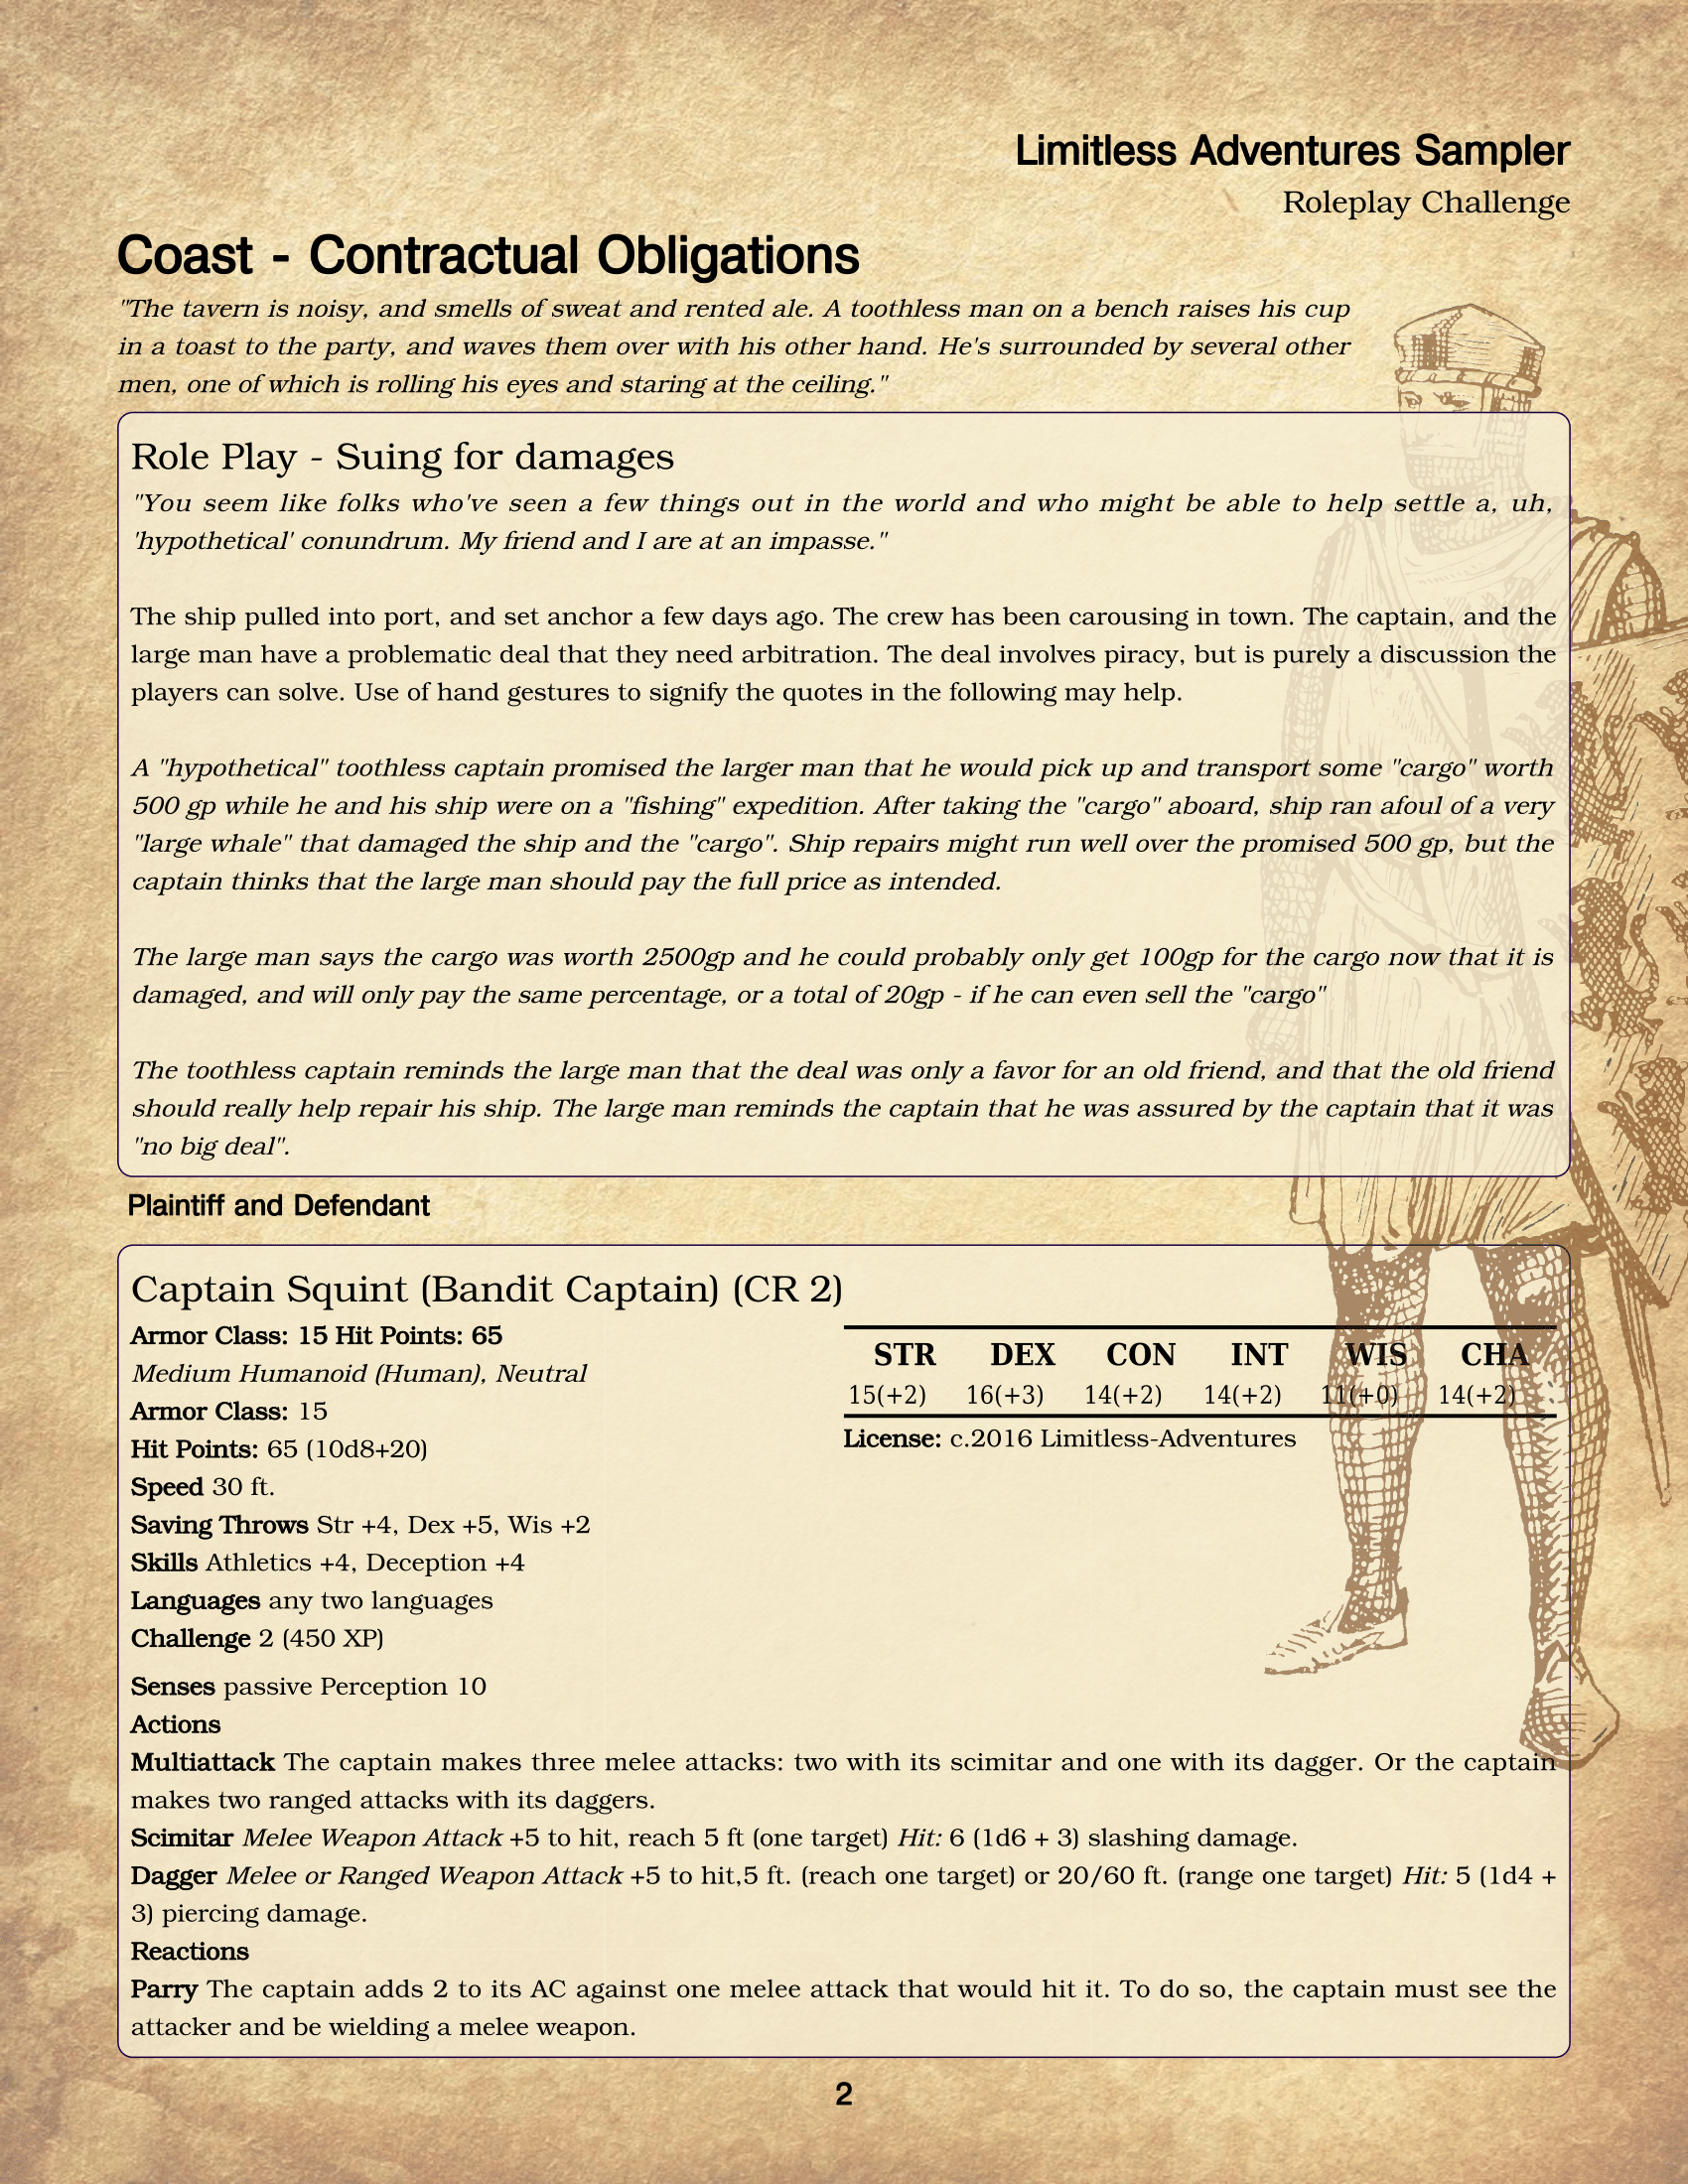 Limitless Adventures Sampler
Roleplay Challenge
Coast - Contractual Obligations
"The tavern is noisy, and smells of sweat and rented ale. A toothless man on a bench raises his cup
in a toast to the party, and waves them over with his other hand. He's surrounded by several other
men, one of which is rolling his eyes and staring at the ceiling."
Role Play - Suing for damages
"You seem like folks who've seen a few things out in the world and who might be able to help settle a, uh,
'hypothetical' conundrum. My friend and I are at an impasse."
The ship pulled into port, and set anchor a few days ago. The crew has been carousing in town. The captain, and the
large man have a problematic deal that they need arbitration. The deal involves piracy, but is purely a discussion the
players can solve. Use of hand gestures to signify the quotes in the following may help.
A "hypothetical" toothless captain promised the larger man that he would pick up and transport some "cargo" worth
500 gp while he and his ship were on a "fishing" expedition. After taking the "cargo" aboard, ship ran afoul of a very
"large whale" that damaged the ship and the "cargo". Ship repairs might run well over the promised 500 gp, but the
captain thinks that the large man should pay the full price as intended.
The large man says the cargo was worth 2500gp and he could probably only get 100gp for the cargo now that it is
damaged, and will only pay the same percentage, or a total of 20gp - if he can even sell the "cargo"
The toothless captain reminds the large man that the deal was only a favor for an old friend, and that the old friend
should really help repair his ship. The large man reminds the captain that he was assured by the captain that it was
"no big deal".
Plaintiff and Defendant
Captain Squint (Bandit Captain) (CR 2)
Armor Class: 15 Hit Points: 65
Medium Humanoid (Human), Neutral
Armor Class: 15
Hit Points: 65 (10d8+20)
Speed 30 ft.
Saving Throws Str +4, Dex +5, Wis +2
Skills Athletics +4, Deception +4
Languages any two languages
Challenge 2 (450 XP)
STR DEX CON INT WIS CHA
15(+2) 16(+3) 14(+2) 14(+2) 11(+0) 14(+2)
License: c.2016 Limitless-Adventures
Senses passive Perception 10
Actions
Multiattack The captain makes three melee attacks: two with its scimitar and one with its dagger. Or the captain
makes two ranged attacks with its daggers.
Scimitar Melee Weapon Attack +5 to hit, reach 5 ft (one target) Hit: 6 (1d6 + 3) slashing damage.
Dagger Melee or Ranged Weapon Attack +5 to hit,5 ft. (reach one target) or 20/60 ft. (range one target) Hit: 5 (1d4 +
3) piercing damage.
Reactions
Parry The captain adds 2 to its AC against one melee attack that would hit it. To do so, the captain must see the
attacker and be wielding a melee weapon.
2